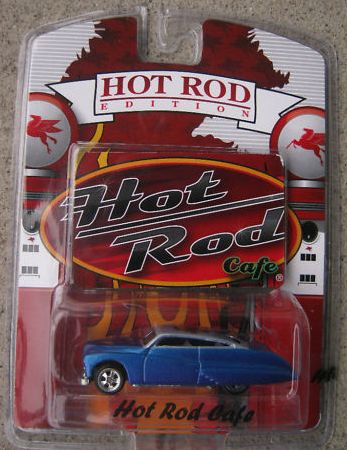 HOT ROD
EDITION
Hot
Rod
Cafe®
Hot Rod Cafe